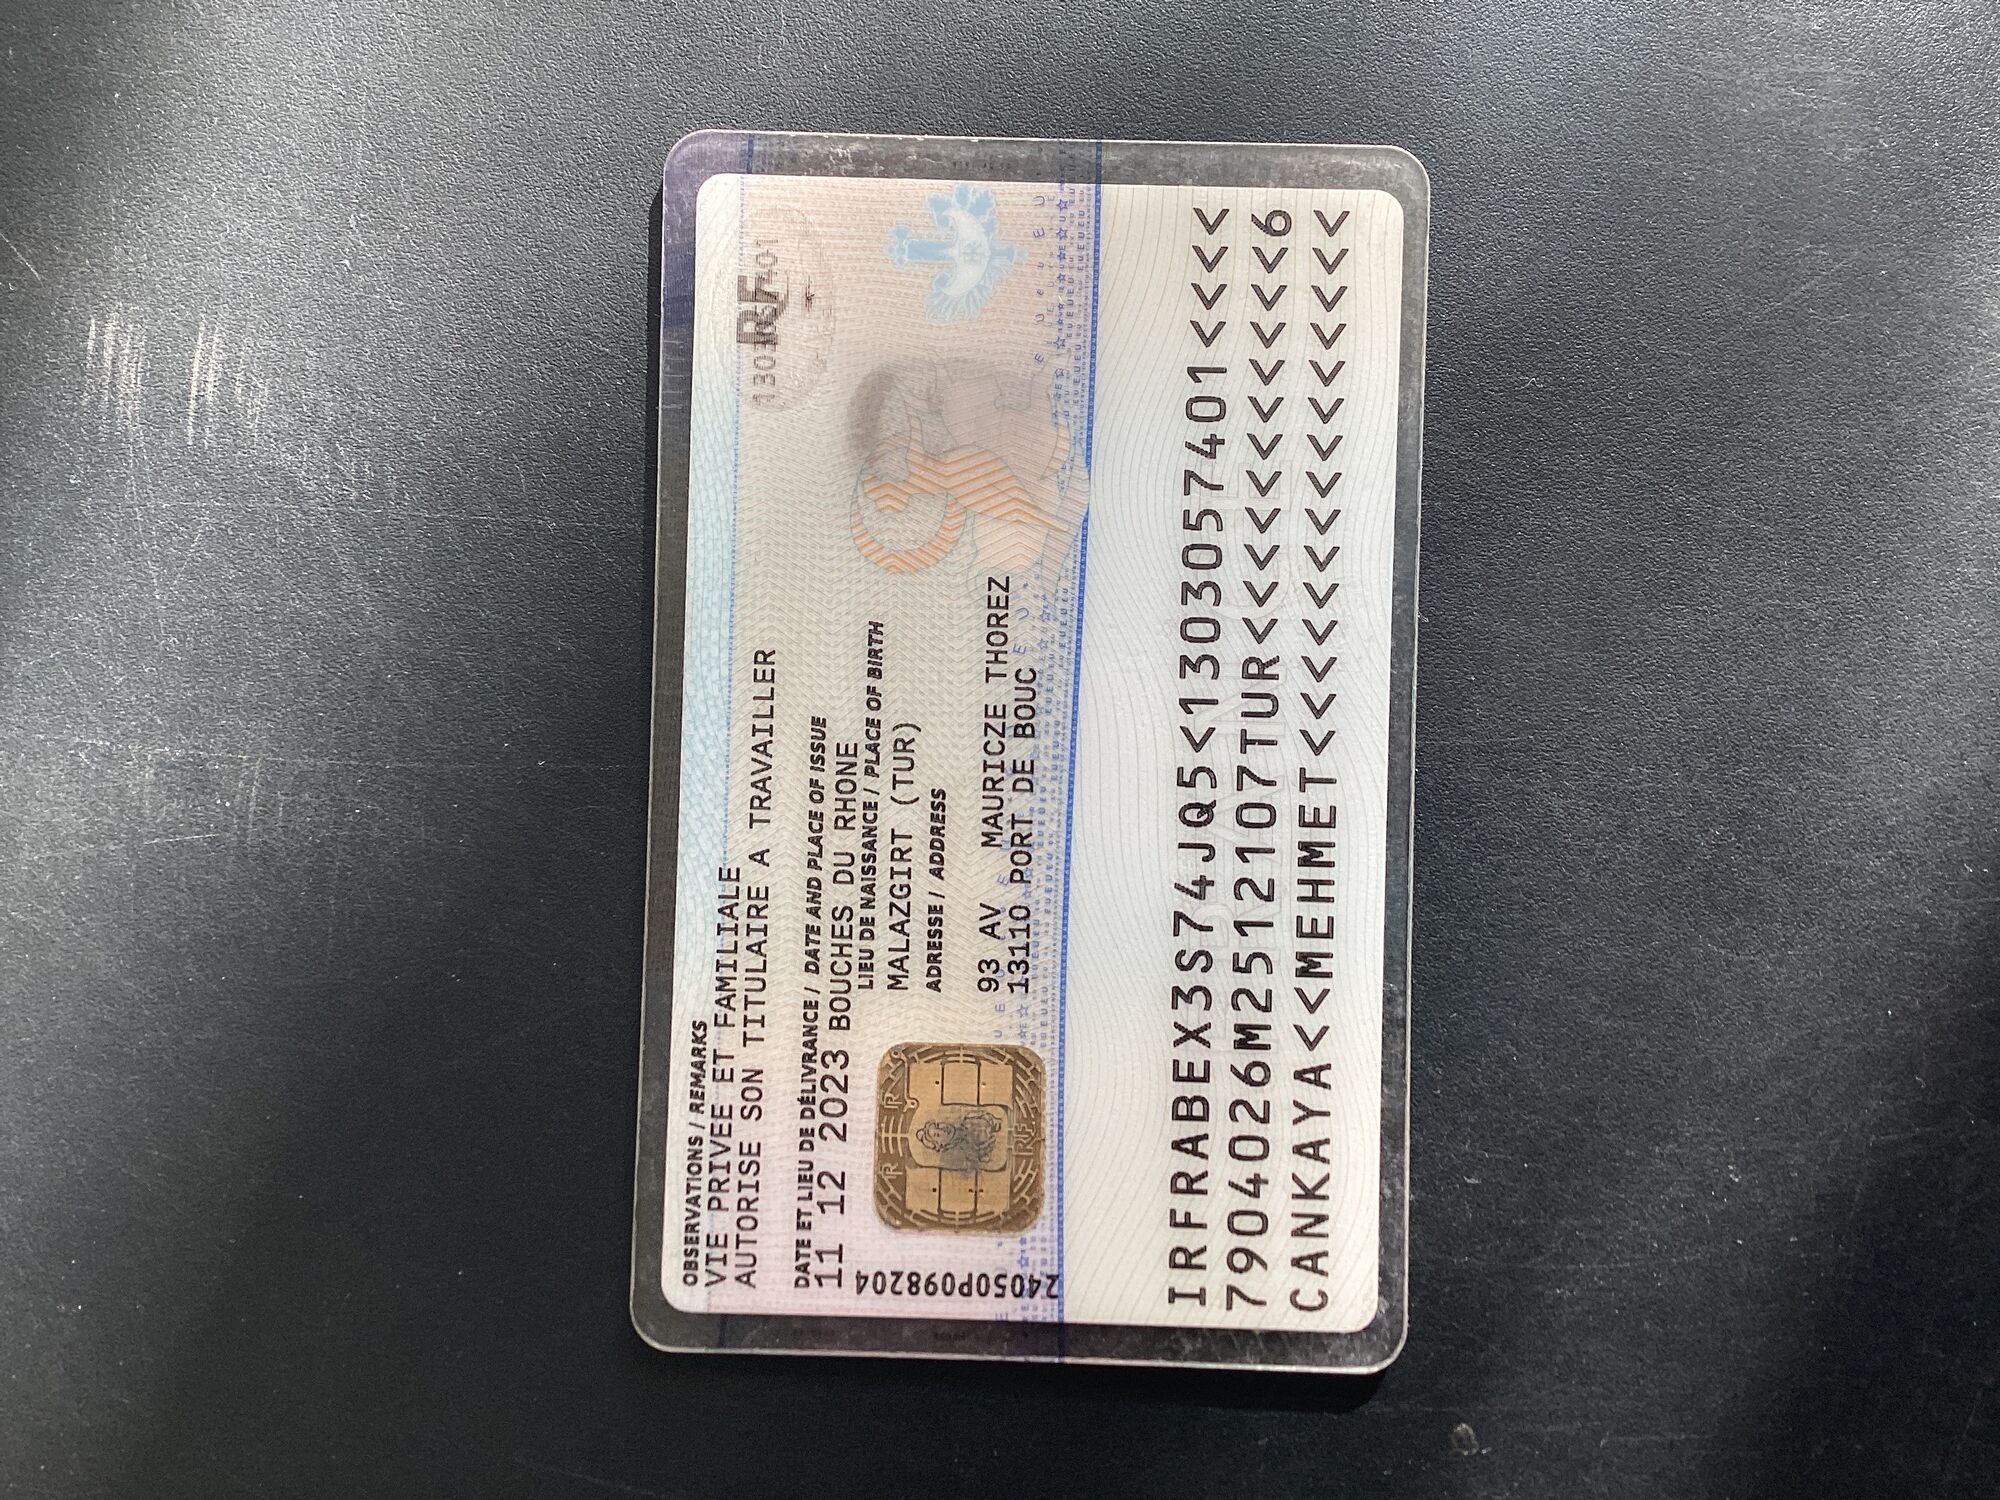 OBSERVATIONS / REMARKS
VIE PRIVEE ET FAMILIALE
AUTORISE SON TITULAIRE A TRAVAILLER
DATE ET LIEU DE DÉLIVRANCE / DATE AND PLACE OF ISSUE
11 12 2023 BOUCHES DU RHONE
LIEU DE NAISSANCE / PLACE OF BIRTH
MALAZGIRT (TUR)
ADRESSE / ADDRESS
93 AV MAURICZE THOREZ
13110 PORT DE BOUC
24050P098204
RF
IRFRABEX3S74JQ5<1303057401<<<<
7904026M2512107TUR<<<<<<<<<<<6
CANKAYA<<MEHMET<<<<<<<<<<<<<<<